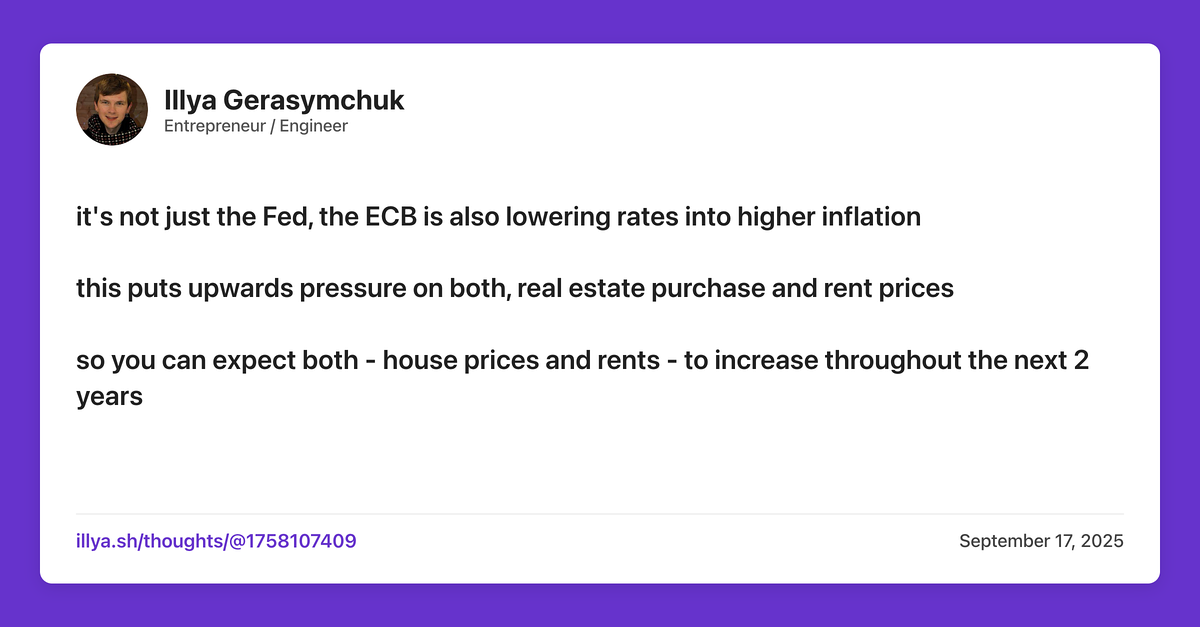 Illya Gerasymchuk
Entrepreneur / Engineer
it's not just the Fed, the ECB is also lowering rates into higher inflation
this puts upwards pressure on both, real estate purchase and rent prices
so you can expect both - house prices and rents - to increase throughout the next 2
years
illya.sh/thoughts/@1758107409
September 17, 2025